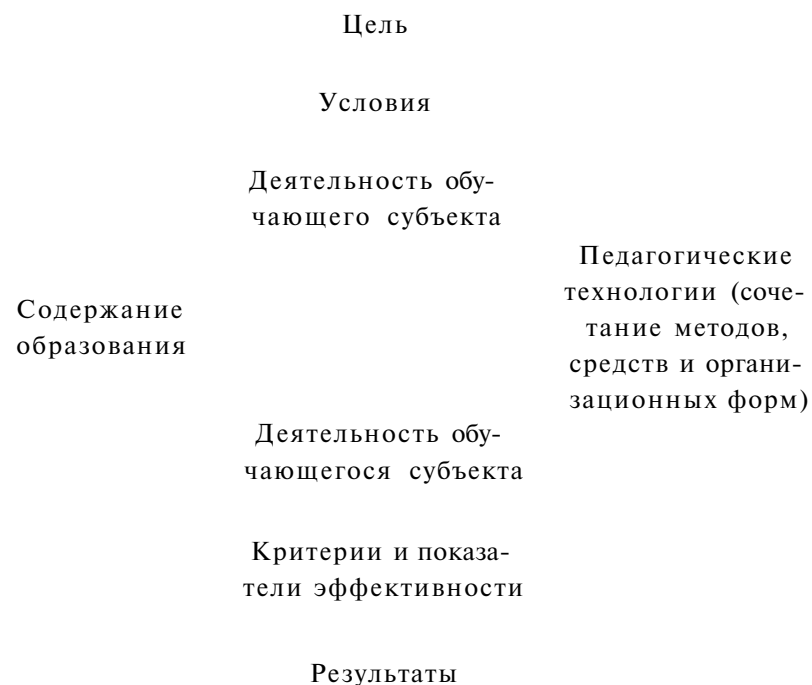 Цель
Условия
Деятельность обу-
чающего субъекта
Содержание
образования
Педагогические
технологии (соче-
тание методов,
средств и органи-
зационных форм)
Деятельность обу-
чающегося субъекта
Критерии и показа-
тели эффективности
Результаты